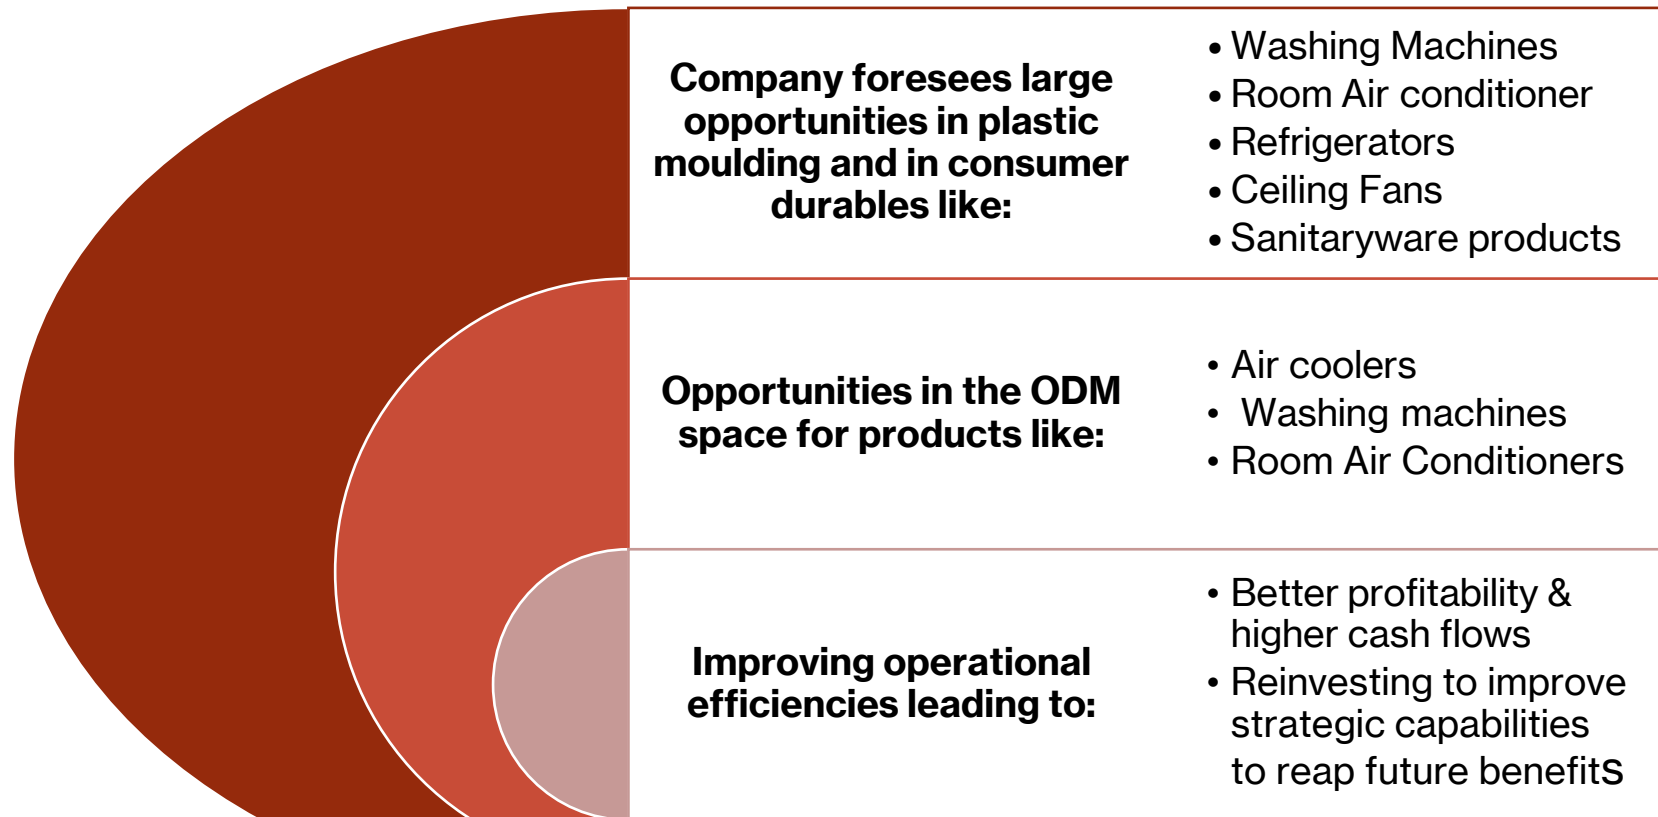 Company foresees large
opportunities in plastic
moulding and in consumer
durables like:
• Washing Machines
• Room Air conditioner
• Refrigerators
• Ceiling Fans
• Sanitaryware products
Opportunities in the ODM
space for products like:
• Air coolers
• Washing machines
• Room Air Conditioners
Improving operational
efficiencies leading to:
• Better profitability &
higher cash flows
• Reinvesting to improve
strategic capabilities
to reap future benefits